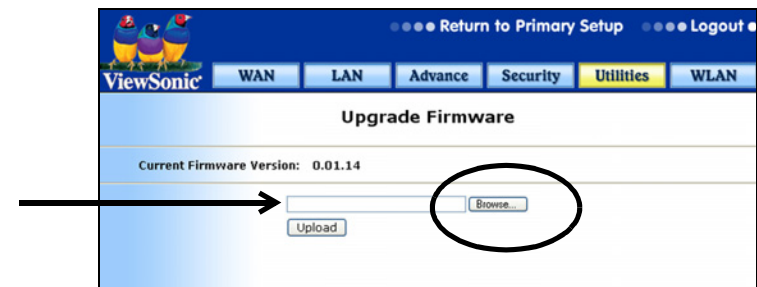 Return to Primary Setup Logout
ViewSonic
WAN LAN Advance Security Utilities WLAN
Upgrade Firmware
Current Firmware Version: 0.01.14
Browse...
Upload